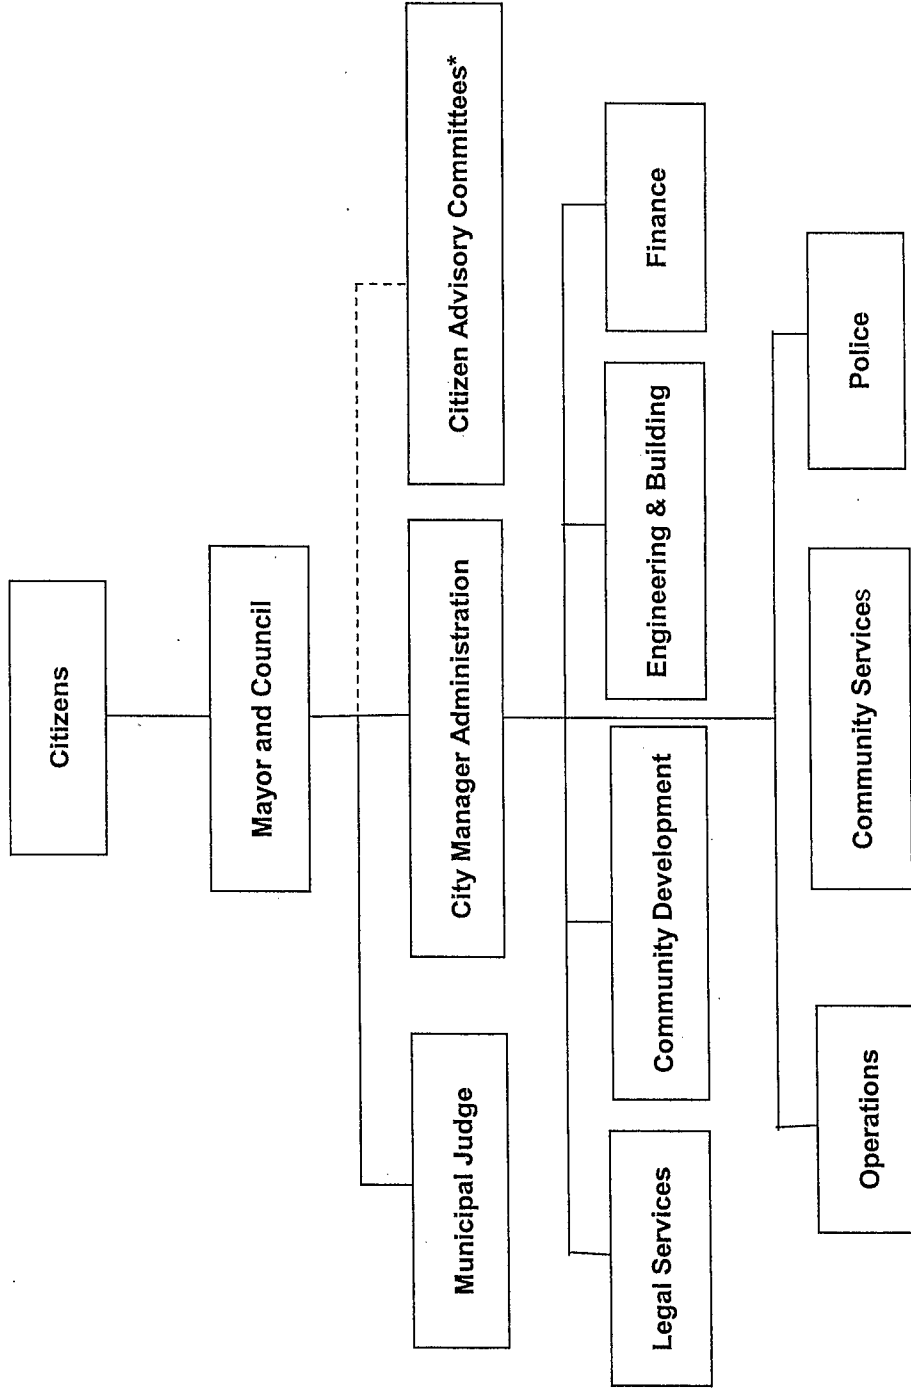 Citizens
Mayor and Council
Municipal Judge
City Manager Administration
Citizen Advisory Committees*
Legal Services
Community Development
Engineering & Building
Finance
Operations
Community Services
Police